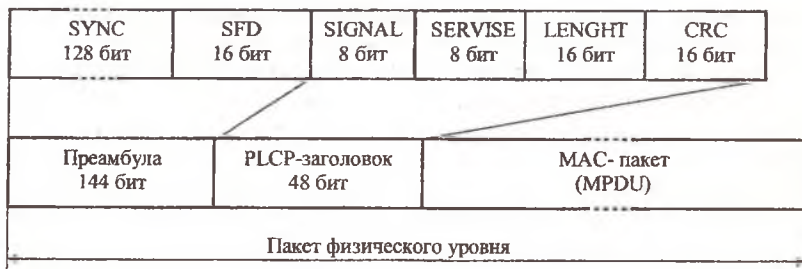 SYNC
128 бит
SFD
16 бит
SIGNAL
8 бит
SERVISE
8 бит
LENGHT
16 бит
CRC
16 бит
Преамбула
144 бит
PLCP-заголовок
48 бит
MAC- пакет
(MPDU)
Пакет физического уровня